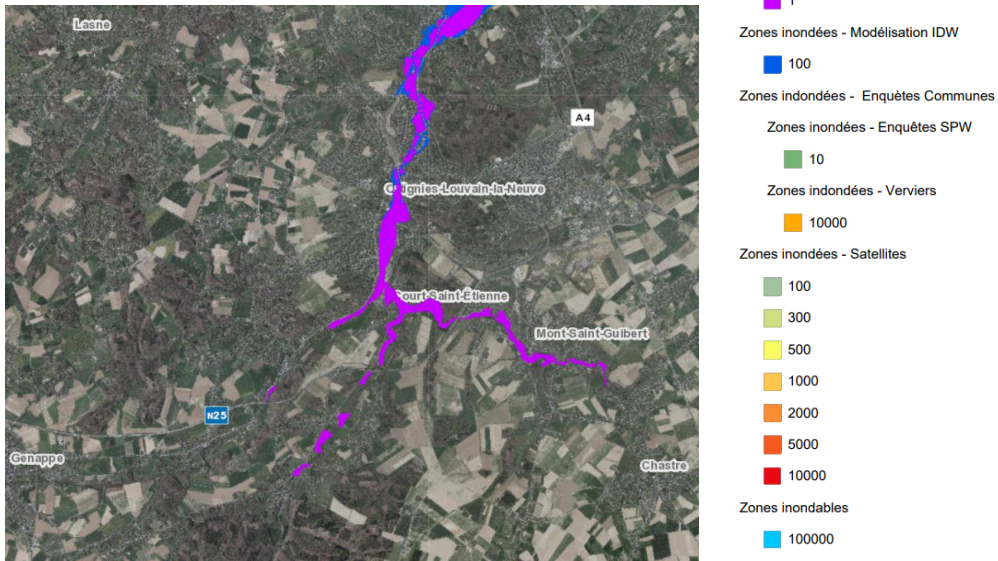 Lasne
A4
Ottignies-Louvain-la-Neuve
Court-Saint-Étienne
Mont-Saint-Guibert
N25
Genappe
Chastre
1
Zones inondées - Modélisation IDW
100
Zones indondées - Enquètes Communes
Zones inondées - Enquêtes SPW
10
Zones indondées - Verviers
10000
Zones inondées - Satellites
100
300
500
1000
2000
5000
10000
Zones inondables
100000